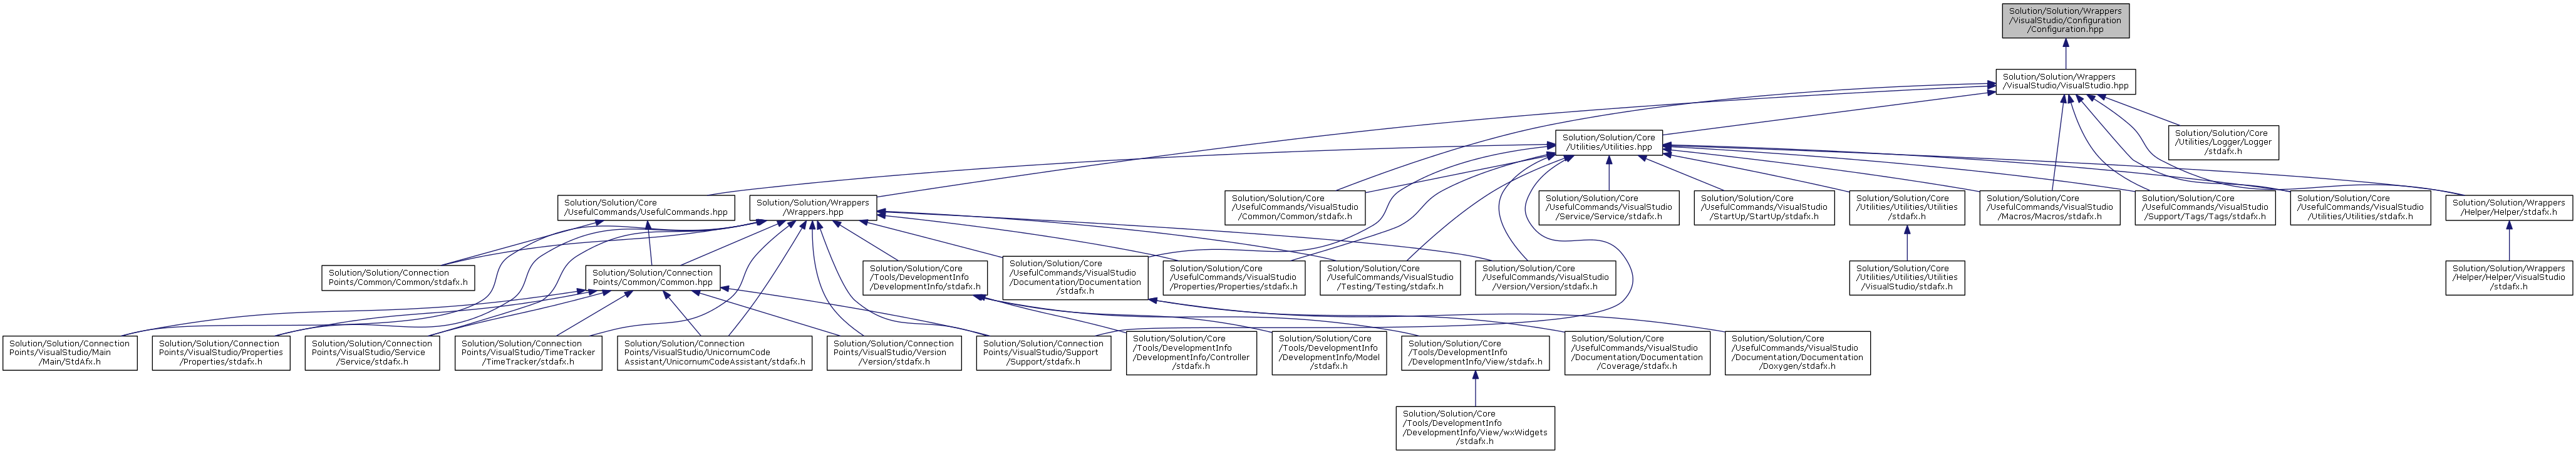 Solution/Solution/Wrappers
/VisualStudio/Configuration
/Configuration.hpp
Solution/Solution/Wrappers
/VisualStudio/VisualStudio.hpp
Solution/Solution/Core
/Utilities/Utilities.hpp
Solution/Solution/Core
/Utilities/Logger/Logger
/stdafx.h
Solution/Solution/Core
/UsefulCommands/UsefulCommands.hpp
Solution/Solution/Wrappers
/Wrappers.hpp
Solution/Solution/Core
/UsefulCommands/VisualStudio
/Common/Common/stdafx.h
Solution/Solution/Core
/UsefulCommands/VisualStudio
/Service/Service/stdafx.h
Solution/Solution/Core
/UsefulCommands/VisualStudio
/StartUp/StartUp/stdafx.h
Solution/Solution/Core
/Utilities/Utilities/Utilities
/stdafx.h
Solution/Solution/Core
/UsefulCommands/VisualStudio
/Macros/Macros/stdafx.h
Solution/Solution/Core
/UsefulCommands/VisualStudio
/Support/Tags/Tags/stdafx.h
Solution/Solution/Core
/UsefulCommands/VisualStudio
/Utilities/Utilities/stdafx.h
Solution/Solution/Wrappers
/Helper/Helper/stdafx.h
Solution/Solution/Connection
Points/Common/Common/stdafx.h
Solution/Solution/Connection
Points/Common/Common.hpp
Solution/Solution/Core
/Tools/DevelopmentInfo
/DevelopmentInfo/stdafx.h
Solution/Solution/Core
/UsefulCommands/VisualStudio
/Documentation/Documentation
/stdafx.h
Solution/Solution/Core
/UsefulCommands/VisualStudio
/Properties/Properties/stdafx.h
Solution/Solution/Core
/UsefulCommands/VisualStudio
/Testing/Testing/stdafx.h
Solution/Solution/Core
/UsefulCommands/VisualStudio
/Version/Version/stdafx.h
Solution/Solution/Core
/Utilities/Utilities/Utilities
/VisualStudio/stdafx.h
Solution/Solution/Wrappers
/Helper/Helper/VisualStudio
/stdafx.h
Solution/Solution/Connection
Points/VisualStudio/Main
/Main/StdAfx.h
Solution/Solution/Connection
Points/VisualStudio/Properties
/Properties/stdafx.h
Solution/Solution/Connection
Points/VisualStudio/Service
/Service/stdafx.h
Solution/Solution/Connection
Points/VisualStudio/TimeTracker
/TimeTracker/stdafx.h
Solution/Solution/Connection
Points/VisualStudio/UnicornumCode
Assistant/UnicornumCodeAssistant/stdafx.h
Solution/Solution/Connection
Points/VisualStudio/Version
/Version/stdafx.h
Solution/Solution/Connection
Points/VisualStudio/Support
/Support/stdafx.h
Solution/Solution/Core
/Tools/DevelopmentInfo
/DevelopmentInfo/Controller
/stdafx.h
Solution/Solution/Core
/Tools/DevelopmentInfo
/DevelopmentInfo/Model
/stdafx.h
Solution/Solution/Core
/Tools/DevelopmentInfo
/DevelopmentInfo/View/stdafx.h
Solution/Solution/Core
/UsefulCommands/VisualStudio
/Documentation/Documentation
/Coverage/stdafx.h
Solution/Solution/Core
/UsefulCommands/VisualStudio
/Documentation/Documentation
/Doxygen/stdafx.h
Solution/Solution/Core
/Tools/DevelopmentInfo
/DevelopmentInfo/View/wxWidgets
/stdafx.h